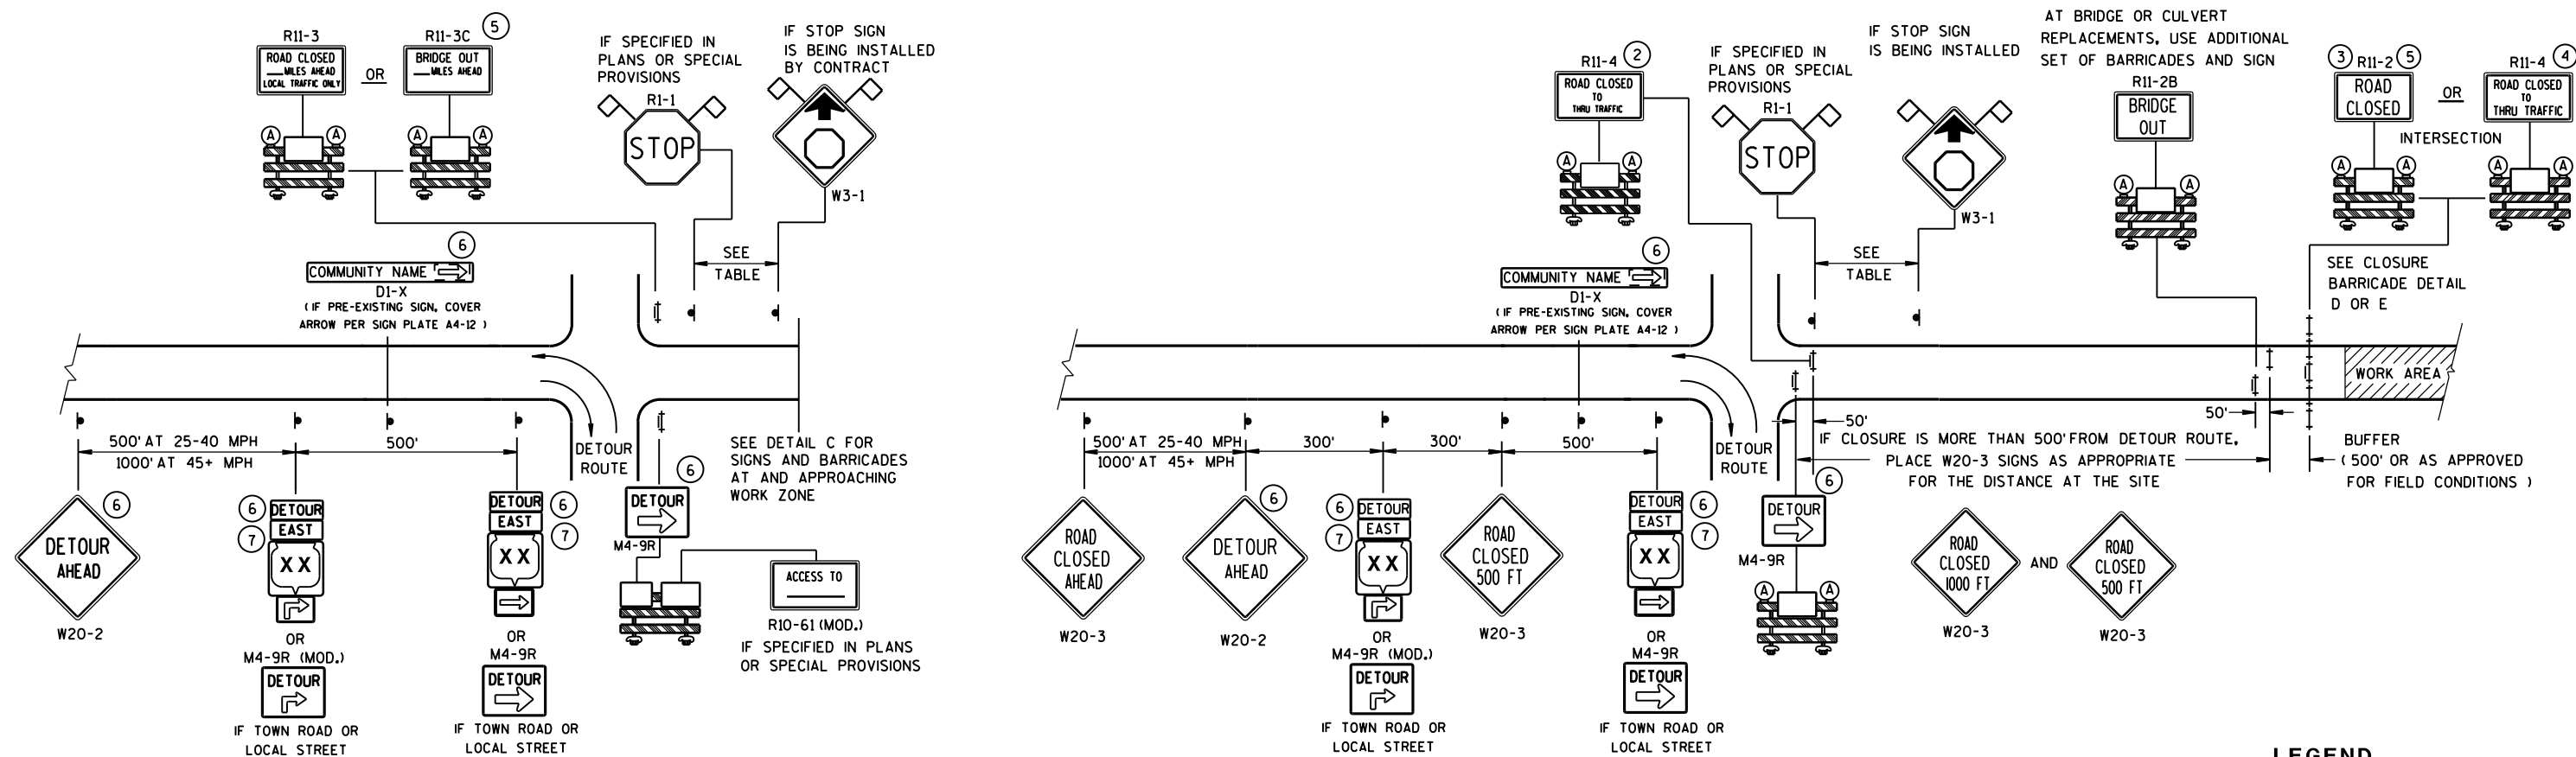 R11-3
ROAD CLOSED
MILES AHEAD
LOCAL TRAFFIC ONLY
OR
5
R11-3C
BRIDGE OUT
MILES AHEAD
A
A
A
A
IF SPECIFIED IN
PLANS OR SPECIAL
PROVISIONS
R1-1
STOP
IF STOP SIGN
IS BEING INSTALLED
BY CONTRACT
W3-1
SEE
TABLE
6
COMMUNITY NAME
D1-X
(IF PRE-EXISTING SIGN, COVER
ARROW PER SIGN PLATE A4-12)
500' AT 25-40 MPH
1000' AT 45+ MPH
500'
DETOUR
ROUTE
SEE DETAIL C FOR
SIGNS AND BARRICADES
AT AND APPROACHING
WORK ZONE
6
DETOUR
AHEAD
W20-2
6
7
DETOUR
EAST
XX
OR
M4-9R (MOD.)
DETOUR
IF TOWN ROAD OR
LOCAL STREET
DETOUR
EAST
XX
6
7
OR
M4-9R
DETOUR
IF TOWN ROAD OR
LOCAL STREET
6
DETOUR
M4-9R
ACCESS TO
R10-61 (MOD.)
IF SPECIFIED IN PLANS
OR SPECIAL PROVISIONS
R11-4
2
ROAD CLOSED
TO
THRU TRAFFIC
A
A
IF SPECIFIED IN
PLANS OR SPECIAL
PROVISIONS
R1-1
STOP
IF STOP SIGN
IS BEING INSTALLED
W3-1
SEE
TABLE
AT BRIDGE OR CULVERT
REPLACEMENTS, USE ADDITIONAL
SET OF BARRICADES AND SIGN
R11-2B
BRIDGE
OUT
A
A
3
R11-2
5
ROAD
CLOSED
OR
R11-4
4
ROAD CLOSED
TO
THRU TRAFFIC
INTERSECTION
A
A
A
A
SEE CLOSURE
BARRICADE DETAIL
D OR E
6
COMMUNITY NAME
D1-X
(IF PRE-EXISTING SIGN, COVER
ARROW PER SIGN PLATE A4-12)
WORK AREA
500' AT 25-40 MPH
1000' AT 45+ MPH
300'
300'
500'
DETOUR
ROUTE
50'
50'
IF CLOSURE IS MORE THAN 500' FROM DETOUR ROUTE,
PLACE W20-3 SIGNS AS APPROPRIATE
FOR THE DISTANCE AT THE SITE
BUFFER
(500' OR AS APPROVED
FOR FIELD CONDITIONS)
ROAD
CLOSED
AHEAD
W20-3
6
DETOUR
AHEAD
W20-2
6
7
DETOUR
EAST
XX
OR
M4-9R (MOD.)
DETOUR
IF TOWN ROAD OR
LOCAL STREET
ROAD
CLOSED
500 FT
W20-3
DETOUR
EAST
XX
6
7
OR
M4-9R
DETOUR
IF TOWN ROAD OR
LOCAL STREET
6
DETOUR
M4-9R
A
A
ROAD
CLOSED
1000 FT
W20-3
AND
ROAD
CLOSED
500 FT
W20-3
LEGEND